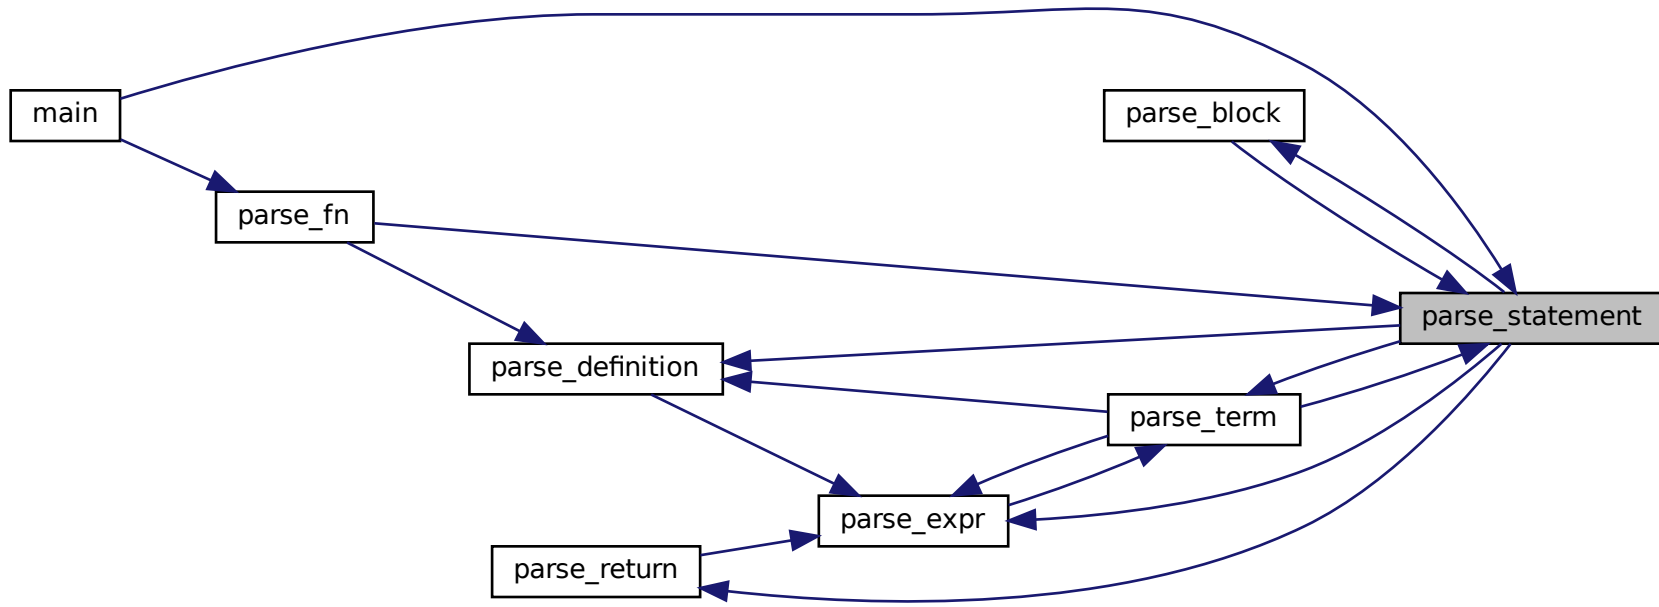 main
parse_block
parse_fn
parse_statement
parse_definition
parse_term
parse_expr
parse_return